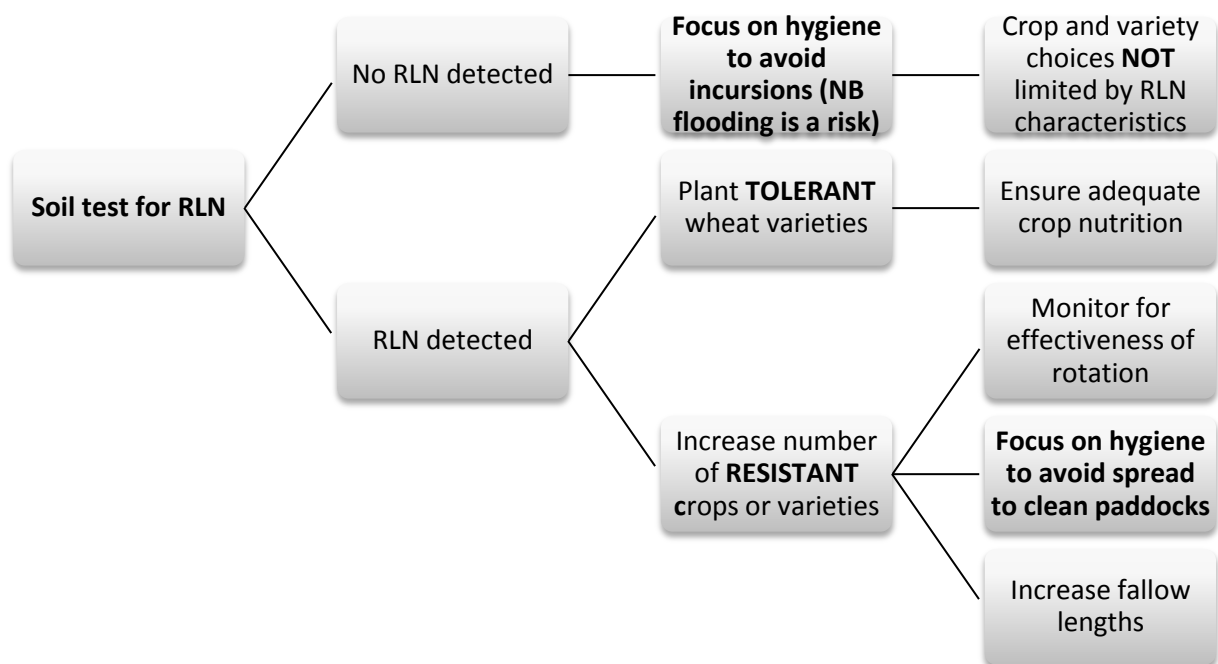 Soil test for RLN
No RLN detected
Focus on hygiene
to avoid
incursions (NB
flooding is a risk)
Crop and variety
choices NOT
limited by RLN
characteristics
RLN detected
Plant TOLERANT
wheat varieties
Ensure adequate
crop nutrition
Increase number
of RESISTANT
crops or varieties
Monitor for
effectiveness of
rotation
Focus on hygiene
to avoid spread
to clean paddocks
Increase fallow
lengths